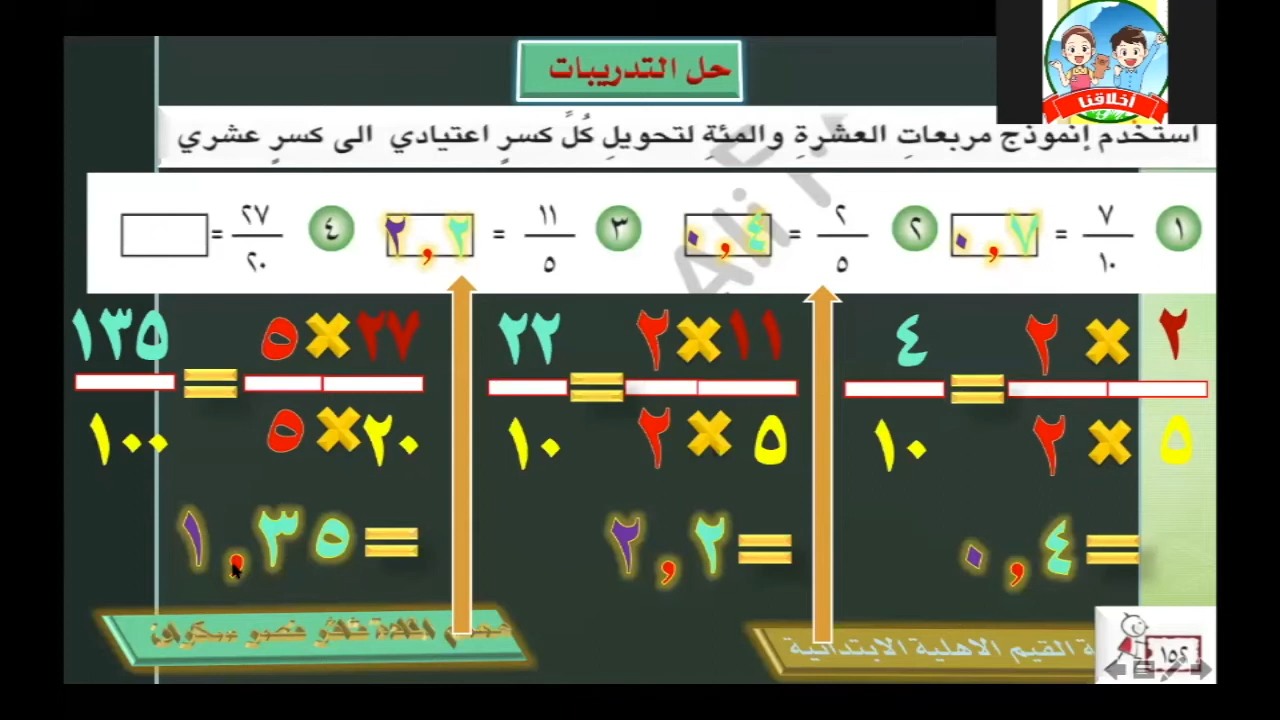 أخلاقنا
حل التدريبات
استخدم إنموذج مربعاتِ العشرةِ والمئةِ لتحويلِ كُلِّ كسرٍ اعتيادي الى كسرٍ عشري
١ ٧/١٠ = ٠,٧ ٢ ٢/٥ = ٠,٤ ٣ ١١/٥ = ٢,٢ ٤ ٢٧/٢٠ =
٢ × ٢ ٤ ١١ × ٢ ٢٢ ٢٧ × ٥ ١٣٥
= = =
٥ × ٢ ١٠ ٥ × ٢ ١٠ ٢٠ × ٥ ١٠٠
= ٠,٤ = ٢,٢ = ١,٣٥
القيم الاهلية الابتدائية
١٥٢
Ali